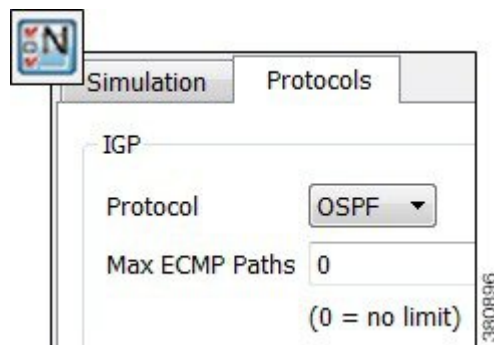 N
Simulation Protocols
IGP
Protocol OSPF
Max ECMP Paths 0
(0 = no limit)
380896